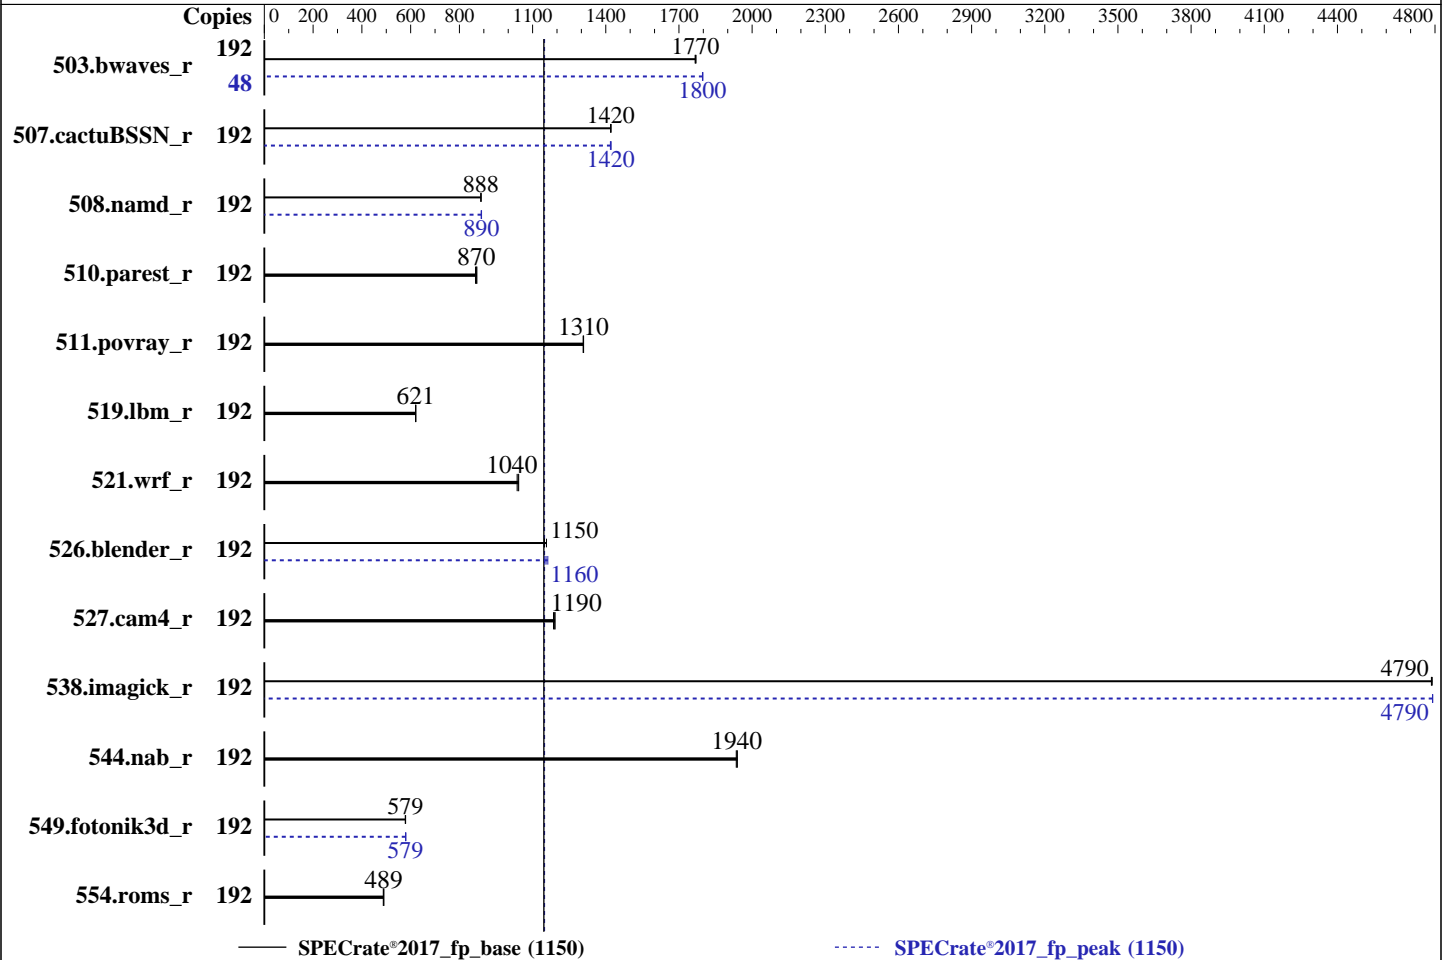 Copies 0 200 400 600 800 1100 1400 1700 2000 2300 2600 2900 3200 3500 3800 4100 4400 4800
503.bwaves_r 192 1770
48 1800
507.cactuBSSN_r 192 1420
1420
508.namd_r 192 888
890
510.parest_r 192 870
511.povray_r 192 1310
519.lbm_r 192 621
521.wrf_r 192 1040
526.blender_r 192 1150
1160
527.cam4_r 192 1190
538.imagick_r 192 4790
4790
544.nab_r 192 1940
549.fotonik3d_r 192 579
579
554.roms_r 192 489
SPECrate®2017_fp_base (1150) SPECrate®2017_fp_peak (1150)